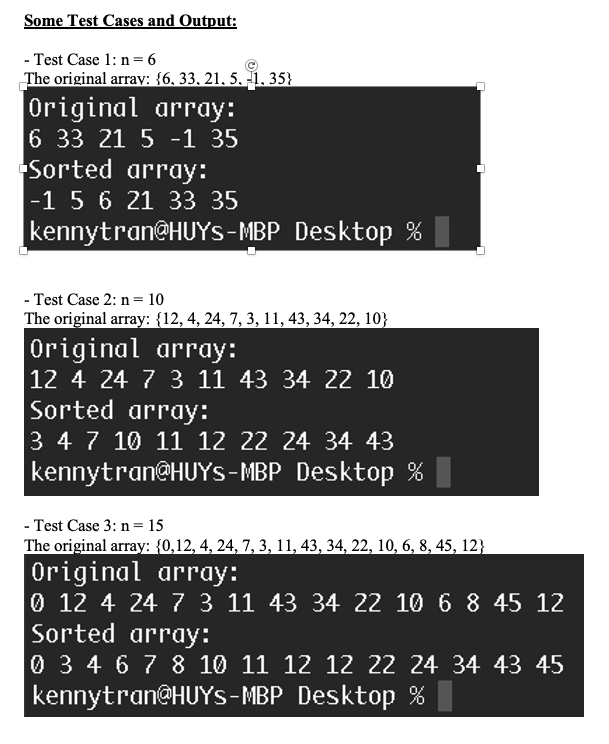 Some Test Cases and Output:
- Test Case 1: n = 6
The original array: {6, 33, 21, 5, -1, 35}
Original array:
6 33 21 5 -1 35
Sorted array:
-1 5 6 21 33 35
kennytran@HUYs-MBP Desktop %
- Test Case 2: n = 10
The original array: {12, 4, 24, 7, 3, 11, 43, 34, 22, 10}
Original array:
12 4 24 7 3 11 43 34 22 10
Sorted array:
3 4 7 10 11 12 22 24 34 43
kennytran@HUYs-MBP Desktop %
- Test Case 3: n = 15
The original array: {0,12, 4, 24, 7, 3, 11, 43, 34, 22, 10, 6, 8, 45, 12}
Original array:
0 12 4 24 7 3 11 43 34 22 10 6 8 45 12
Sorted array:
0 3 4 6 7 8 10 11 12 12 22 24 34 43 45
kennytran@HUYs-MBP Desktop %